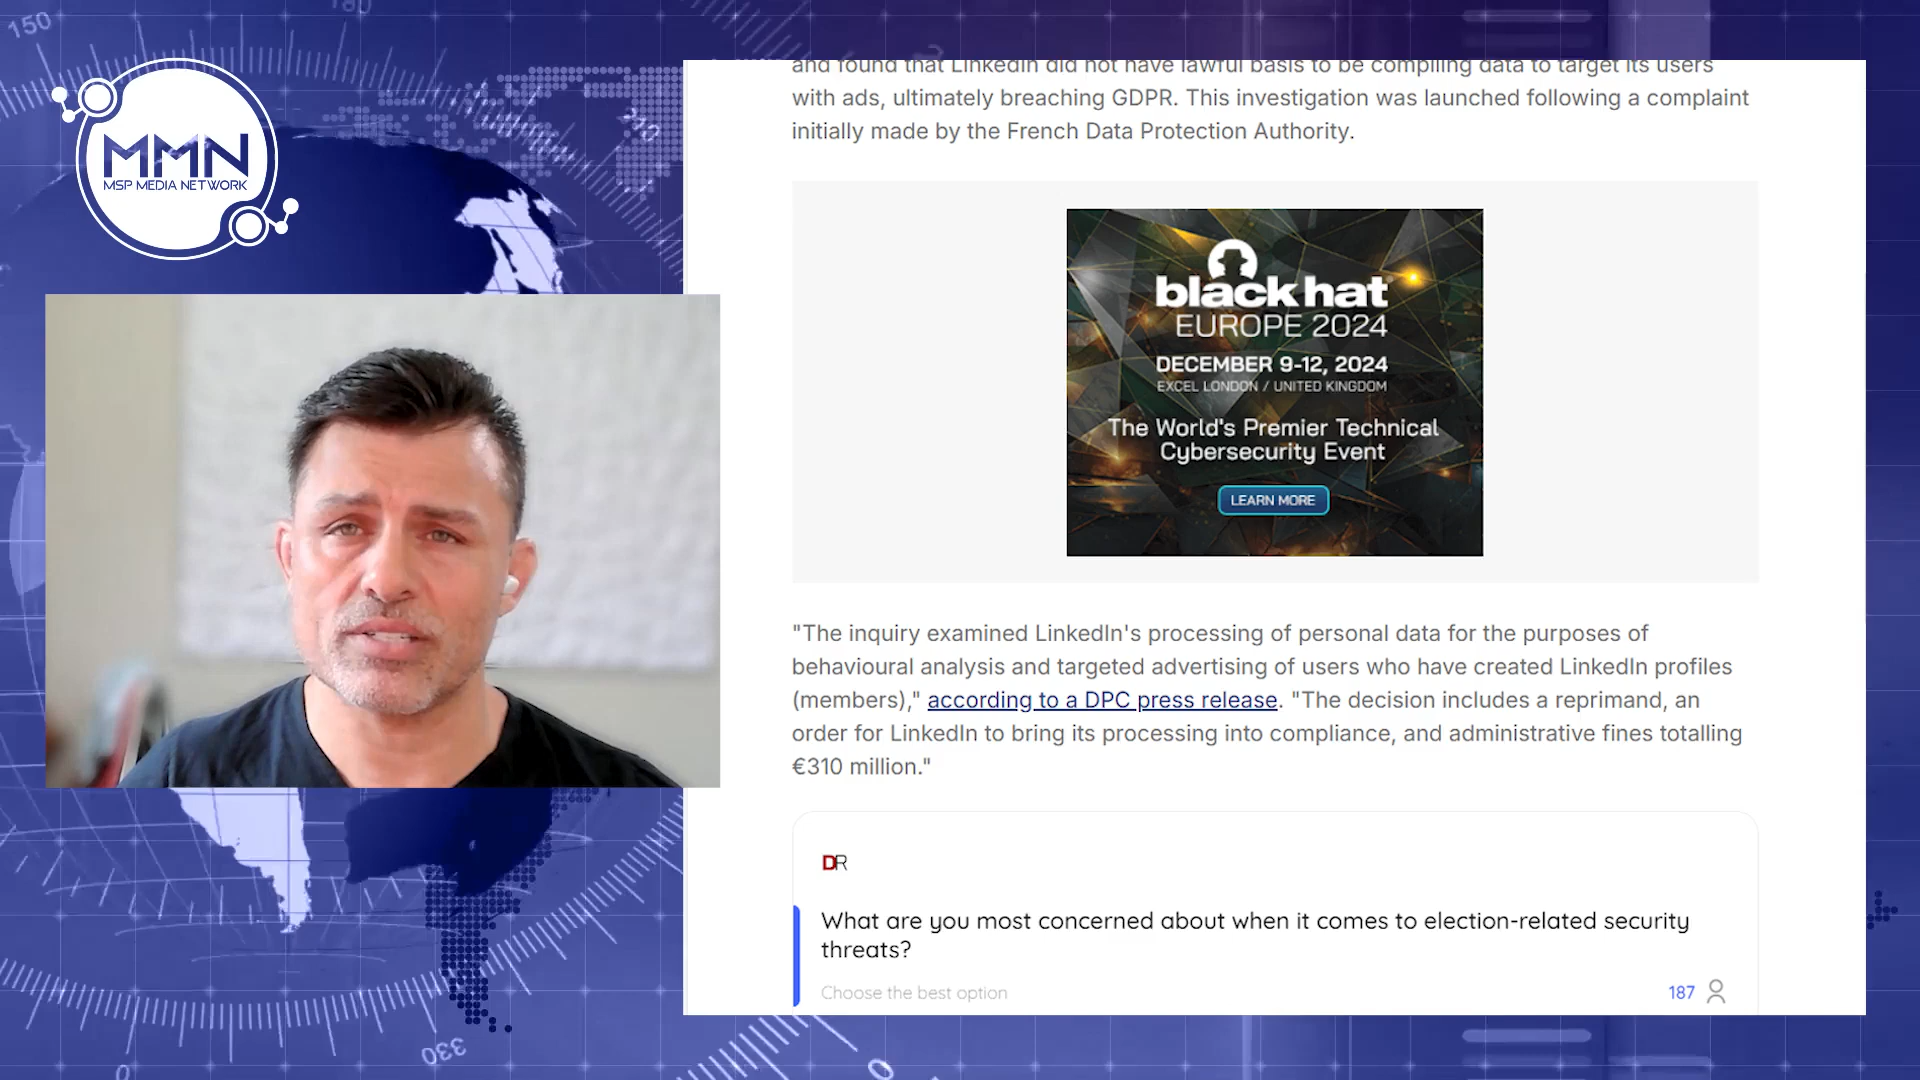 150
180
210
MMN
MSP MEDIA NETWORK
and found that LinkedIn did not have lawful basis to be compiling data to target its users
with ads, ultimately breaching GDPR. This investigation was launched following a complaint
initially made by the French Data Protection Authority.
black hat
EUROPE 2024
DECEMBER 9-12, 2024
EXCEL LONDON / UNITED KINGDOM
The World's Premier Technical
Cybersecurity Event
LEARN MORE
"The inquiry examined LinkedIn's processing of personal data for the purposes of
behavioural analysis and targeted advertising of users who have created LinkedIn profiles
(members)," according to a DPC press release. "The decision includes a reprimand, an
order for LinkedIn to bring its processing into compliance, and administrative fines totalling
€310 million."
DR
What are you most concerned about when it comes to election-related security
threats?
Choose the best option
187
330
0
0